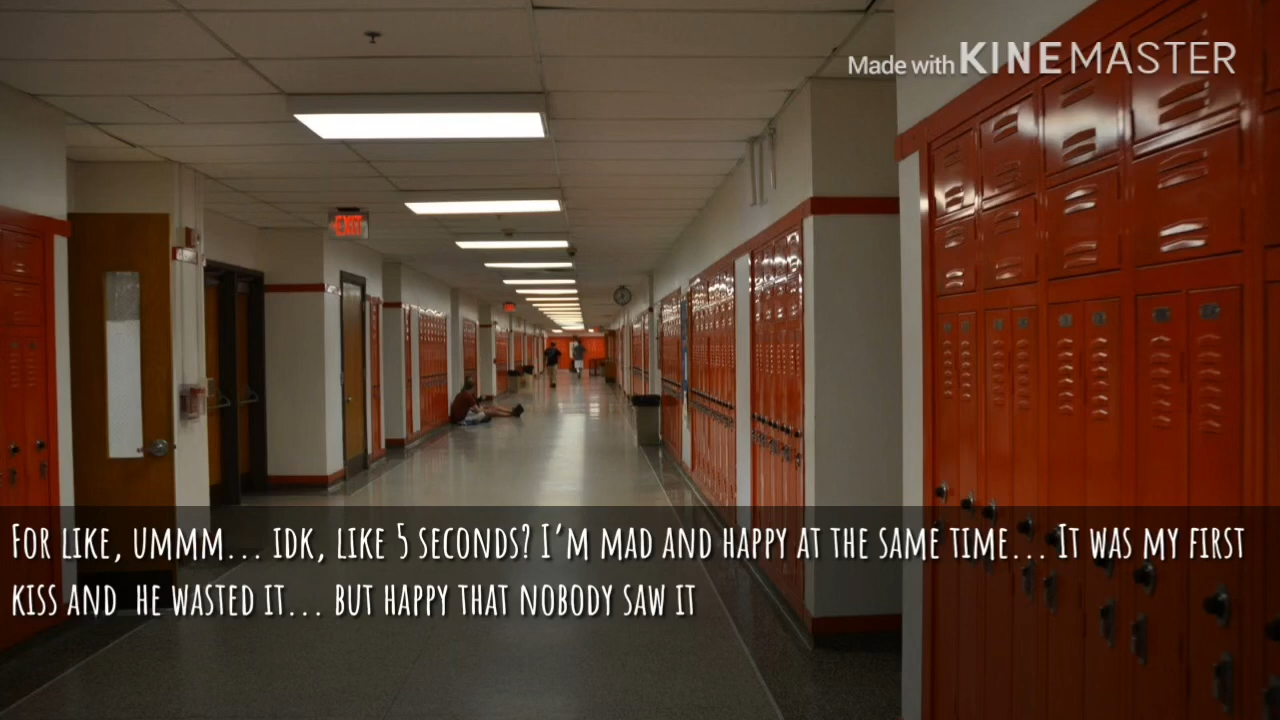 Made with KINEMASTER
EXIT
FOR LIKE, UMMM... IDK, LIKE 5 SECONDS? I'M MAD AND HAPPY AT THE SAME TIME... IT WAS MY FIRST
KISS AND HE WASTED IT... BUT HAPPY THAT NOBODY SAW IT